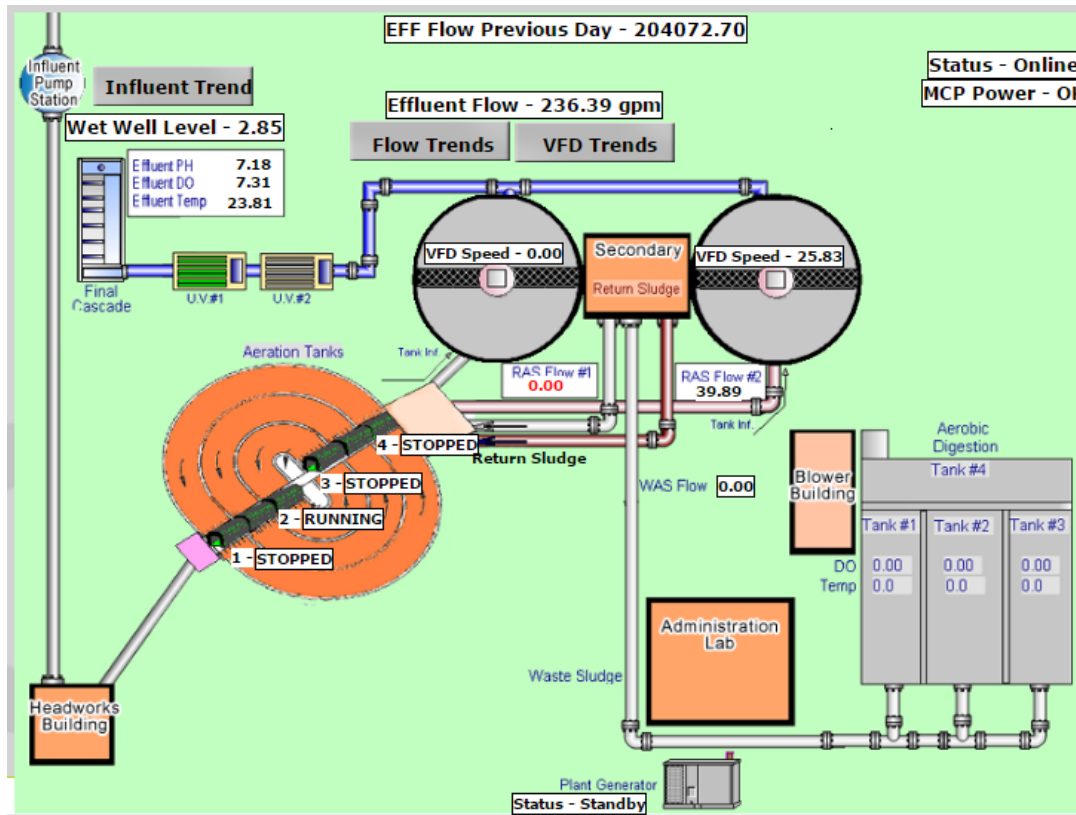 EFF Flow Previous Day - 204072.70
Influent
Pump
Station
Influent Trend
Status - Online
MCP Power - 
Effluent Flow - 236.39 gpm
Wet Well Level - 2.85
Flow Trends
VFD Trends
Effluent PH 7.18
Effluent DO 7.31
Effluent Temp 23.81
VFD Speed - 0.00
Secondary
Return Sludge
VFD Speed - 25.83
Final
Cascade
U.V.#1
U.V.#2
Aeration Tanks
Tank Inf.
RAS Flow #1
0.00
RAS Flow #2
39.89
Tank Inf.
4 - STOPPED
Return Sludge
3 - STOPPED
2 - RUNNING
1 - STOPPED
WAS Flow 0.00
Aerobic
Digestion
Blower
Building
Tank #4
Tank #1 Tank #2 Tank #3
DO 0.00 0.00 0.00
Temp 0.0 0.0 0.0
Administration
Lab
Waste Sludge
Headworks
Building
Plant Generator
Status - Standby